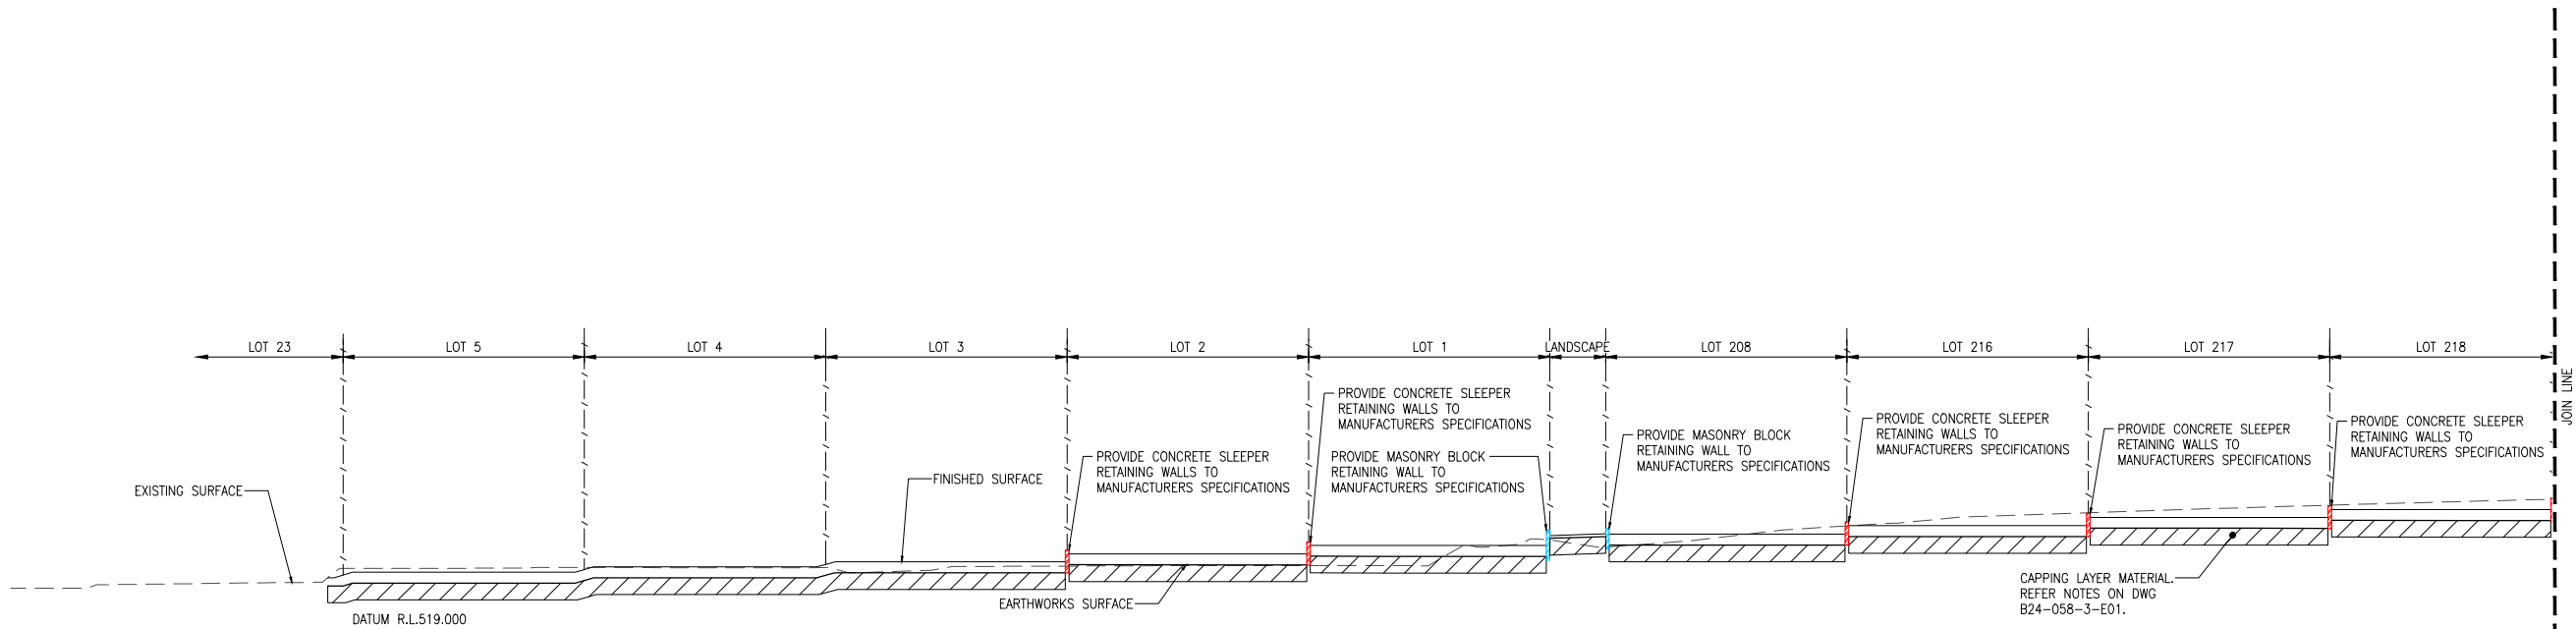 LOT 23
LOT 5
LOT 4
LOT 3
LOT 2
LOT 1
LANDSCAPE
LOT 208
LOT 216
LOT 217
LOT 218
JOIN LINE
EXISTING SURFACE
FINISHED SURFACE
PROVIDE CONCRETE SLEEPER
RETAINING WALLS TO
MANUFACTURERS SPECIFICATIONS
PROVIDE CONCRETE SLEEPER
RETAINING WALLS TO
MANUFACTURERS SPECIFICATIONS
PROVIDE MASONRY BLOCK
RETAINING WALL TO
MANUFACTURERS SPECIFICATIONS
PROVIDE MASONRY BLOCK
RETAINING WALL TO
MANUFACTURERS SPECIFICATIONS
PROVIDE CONCRETE SLEEPER
RETAINING WALLS TO
MANUFACTURERS SPECIFICATIONS
PROVIDE CONCRETE SLEEPER
RETAINING WALLS TO
MANUFACTURERS SPECIFICATIONS
PROVIDE CONCRETE SLEEPER
RETAINING WALLS TO
MANUFACTURERS SPECIFICATIONS
EARTHWORKS SURFACE
CAPPING LAYER MATERIAL.
REFER NOTES ON DWG
B24-058-3-E01.
DATUM R.L.519.000